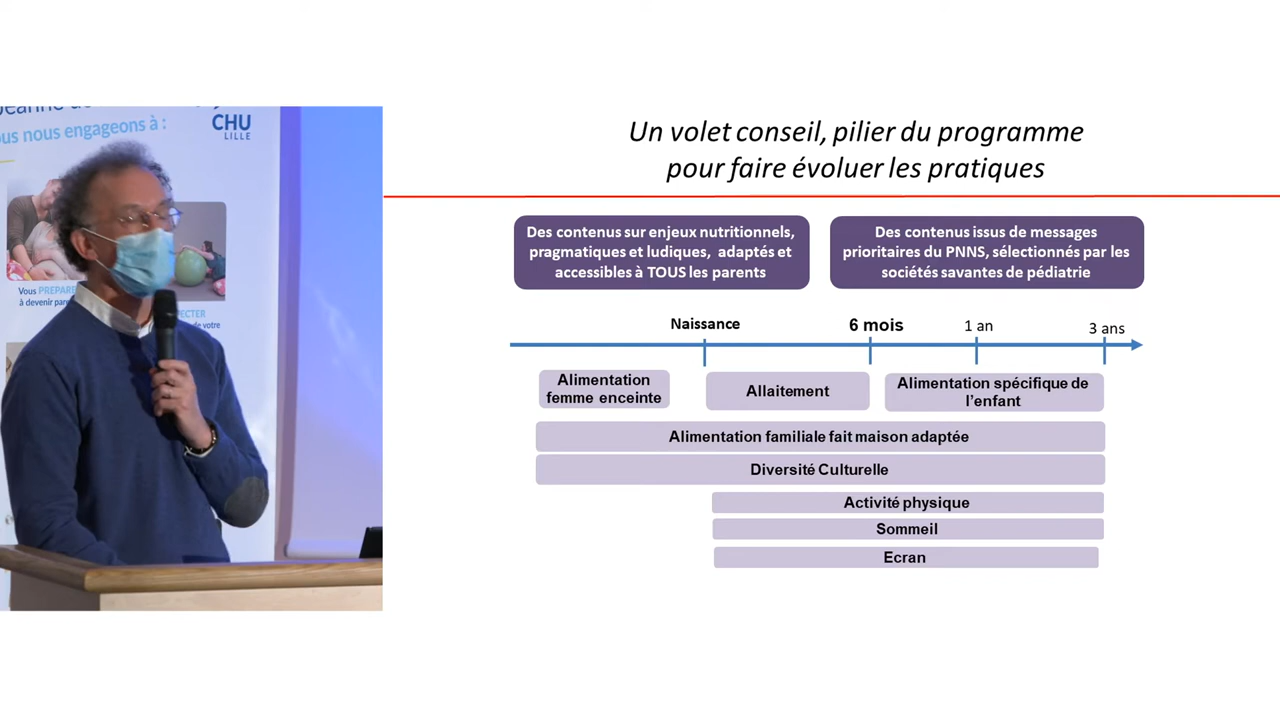 nous engageons à :
CHU
LILLE
Vous
à devenir
de votre
Un volet conseil, pilier du programme
pour faire évoluer les pratiques
Des contenus sur enjeux nutritionnels,
pragmatiques et ludiques, adaptés et
accessibles à TOUS les parents
Des contenus issus de messages
prioritaires du PNNS, sélectionnés par les
sociétés savantes de pédiatrie
Naissance
6 mois
1 an
3 ans
Alimentation
femme enceinte
Allaitement
Alimentation spécifique de
l’enfant
Alimentation familiale fait maison adaptée
Diversité Culturelle
Activité physique
Sommeil
Ecran